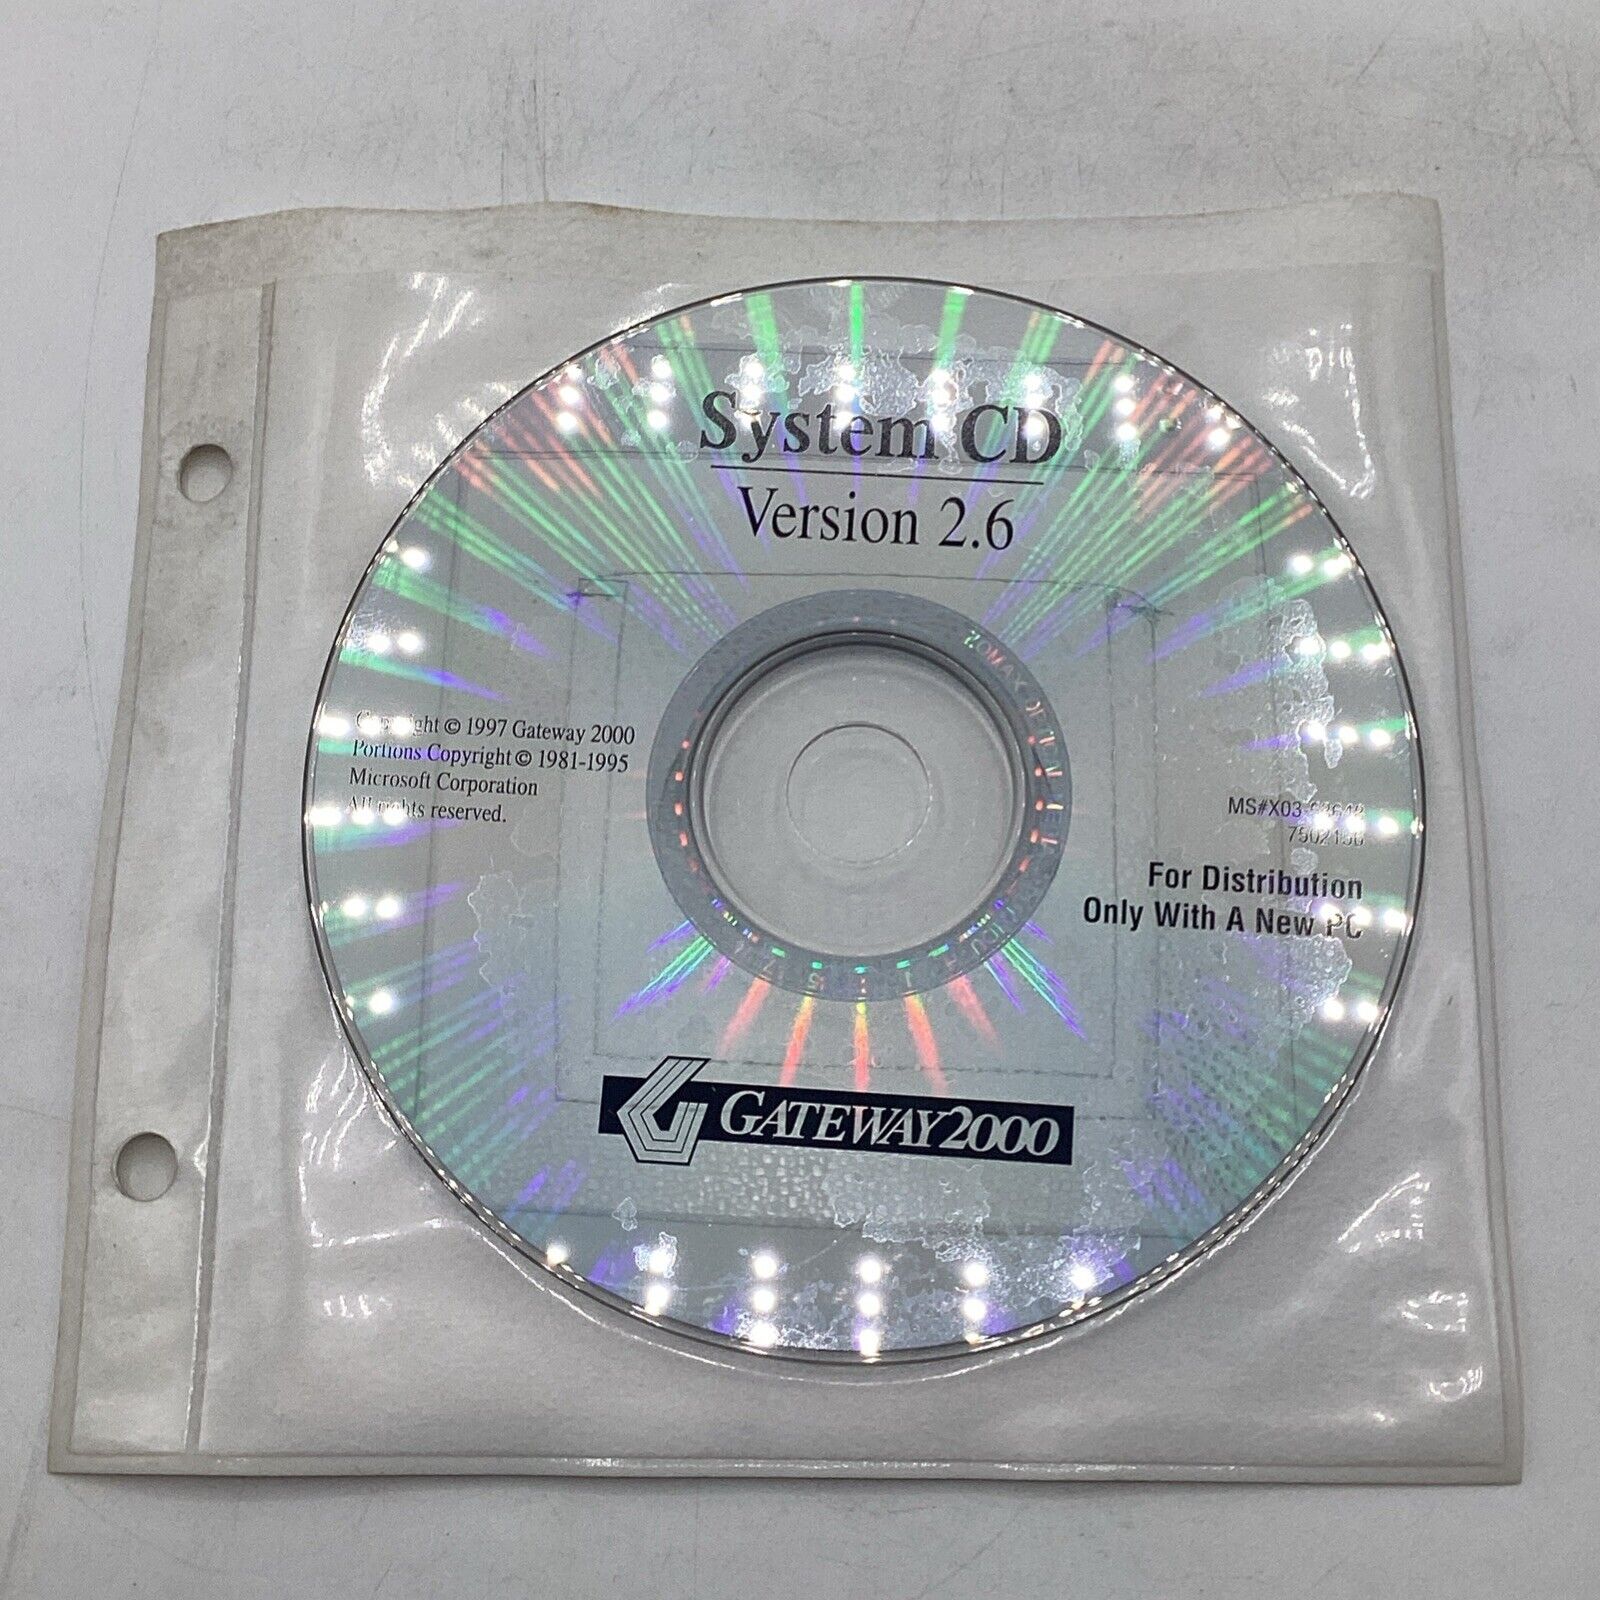 System CD
Version 2.6
Copyright © 1997 Gateway 2000
Portions Copyright © 1981-1995
Microsoft Corporation
All rights reserved.
For Distribution
Only With A New PC
GATEWAY2000